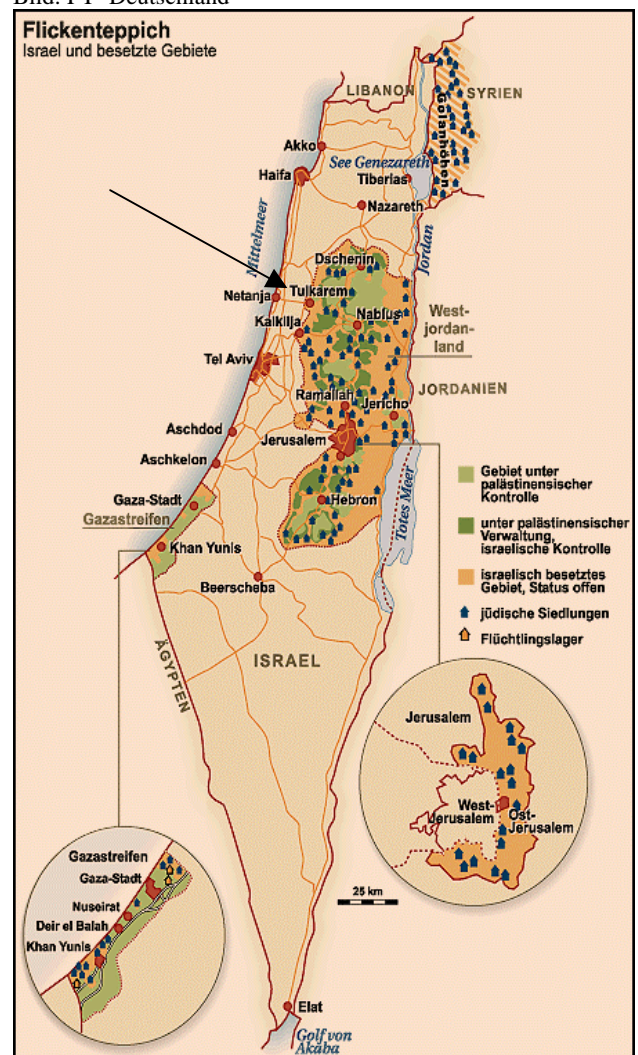 Bild: FT- Deutschland
Flickenteppich
Israel und besetzte Gebiete
LIBANON
SYRIEN
Golanhöhen
Akko
See Genezareth
Haifa
Tiberias
Nazareth
Mittelmeer
Jordan
Dschenin
Netanja
Tulkarem
Kalkilja
Nablus
West-
jordan-
land
Tel Aviv
Ramallah
Jericho
JORDANIEN
Aschdod
Jerusalem
Aschkelon
Gaza-Stadt
Hebron
Totes Meer
Gazastreifen
Khan Yunis
Beerscheba
Gebiet unter
palästinensischer
Kontrolle
unter palästinensischer
Verwaltung,
israelische Kontrolle
israelisch besetztes
Gebiet, Status offen
jüdische Siedlungen
Flüchtlingslager
ÄGYPTEN
ISRAEL
Jerusalem
West-
Jerusalem
Ost-
Jerusalem
Gazastreifen
Gaza-Stadt
Nuseirat
Deir el Balah
Khan Yunis
25 km
Elat
Golf von
Akaba